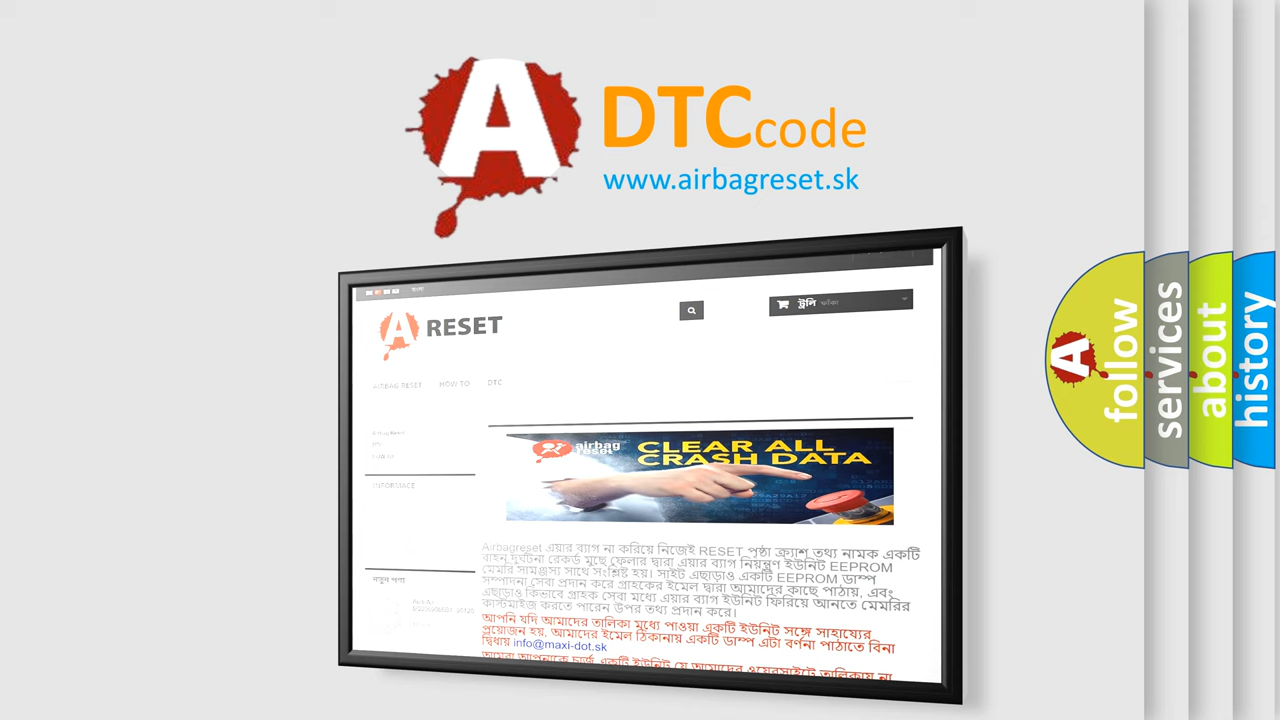 A DTCcode
www.airbagreset.sk
বাংলা
A RESET
ট্রলি ফাঁকা
AIRBAG RESET HOW TO DTC
INFORMACE
airbag reset
CLEAR ALL
CRASH DATA
Airbagreset এয়ার ব্যাগ না করিয়ে নিজেই RESET পৃষ্ঠা ক্র্যাশ তথ্য নামক একটি
বাহন দুর্ঘটনা রেকর্ড মুছে ফেলার দ্বারা এয়ার ব্যাগ নিয়ন্ত্রণ ইউনিট EEPROM
মেমরি সামঞ্জস্য সাথে সংশ্লিষ্ট হয়। সাইট এছাড়াও একটি EEPROM ডাম্প
সম্পাদনা সেবা প্রদান করে গ্রাহকের ইমেল দ্বারা আমাদের কাছে পাঠায়, এবং
এছাড়াও কিভাবে গ্রাহক সেবা মধ্যে এয়ার ব্যাগ ইউনিট ফিরিয়ে আনতে মেমরির
কাস্টমাইজ করতে পারেন উপর তথ্য প্রদান করে।
আপনি যদি আমাদের তালিকা মধ্যে পাওয়া একটি ইউনিট সঙ্গে সাহায্যের
প্রয়োজন হয়, আমাদের ইমেল ঠিকানায় একটি ডাম্প এটা বর্ণনা পাঠাতে বিনা
দ্বিধায় info@maxi-dot.sk
নতুন পণ্য
A follow
services
about
history